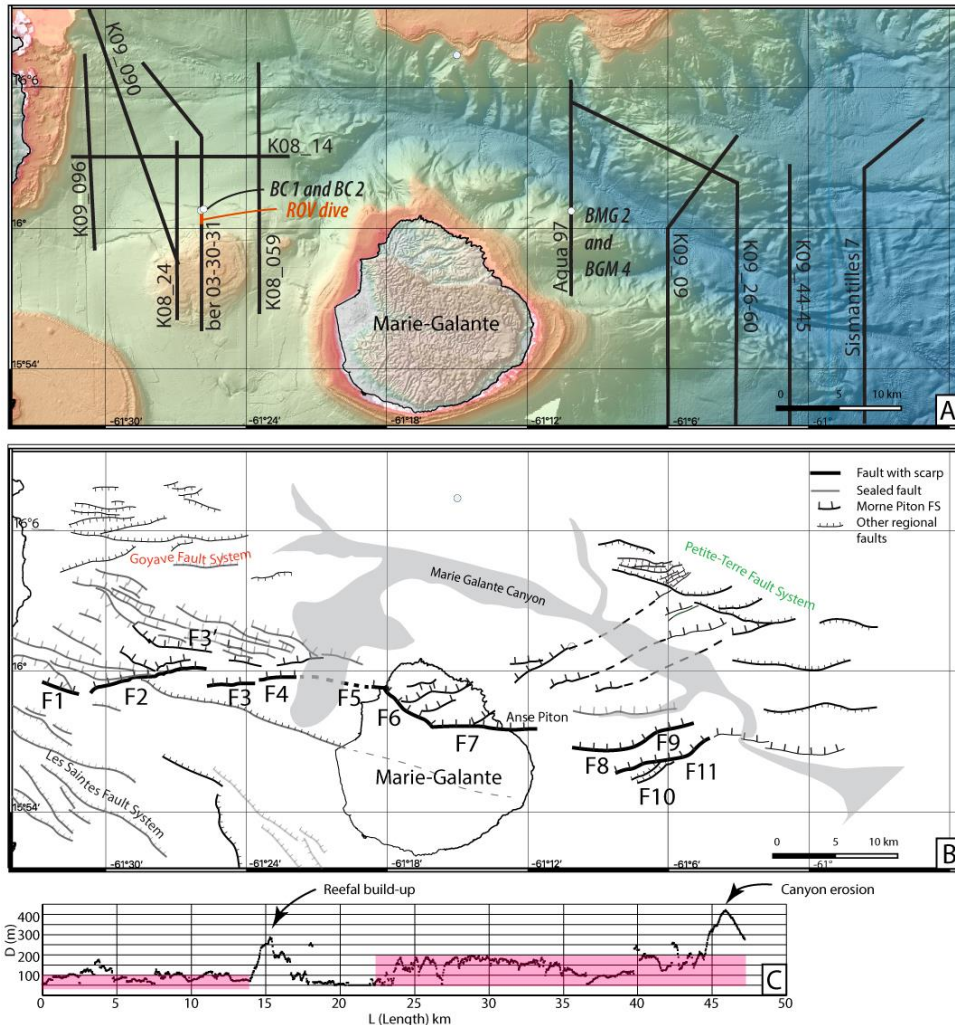 K09_060
16°6'
K08_14
K09_096
BC 1 and BC 2
ROV dive
16°
K08_24
ber 03-30-31
K08_059
Aqua 97
BMG 2
and
BGM 4
K09_09
K09_26-60
K09_44-45
Sismantilles7
Marie-Galante
15°54'
0 5 10 km
-61°30' -61°24' -61°18' -61°12' -61°6' -61°
A
Fault with scarp
Sealed fault
Morne Piton FS
Other regional
faults
16°6'
Goyave Fault System
Petite-Terre Fault System
Marie Galante Canyon
F3'
16°
F1 F2 F3 F4 F5 F6 F7
Anse Piton
F8 F9
F10 F11
Marie-Galante
Les Saintes Fault System
15°54'
0 5 10 km
-61°30' -61°24' -61°18' -61°12' -61°6' -61°
B
Reefal build-up
Canyon erosion
D (m)
400
300
200
100
C
0 5 10 15 20 25 30 35 40 45 50
L (Length) km